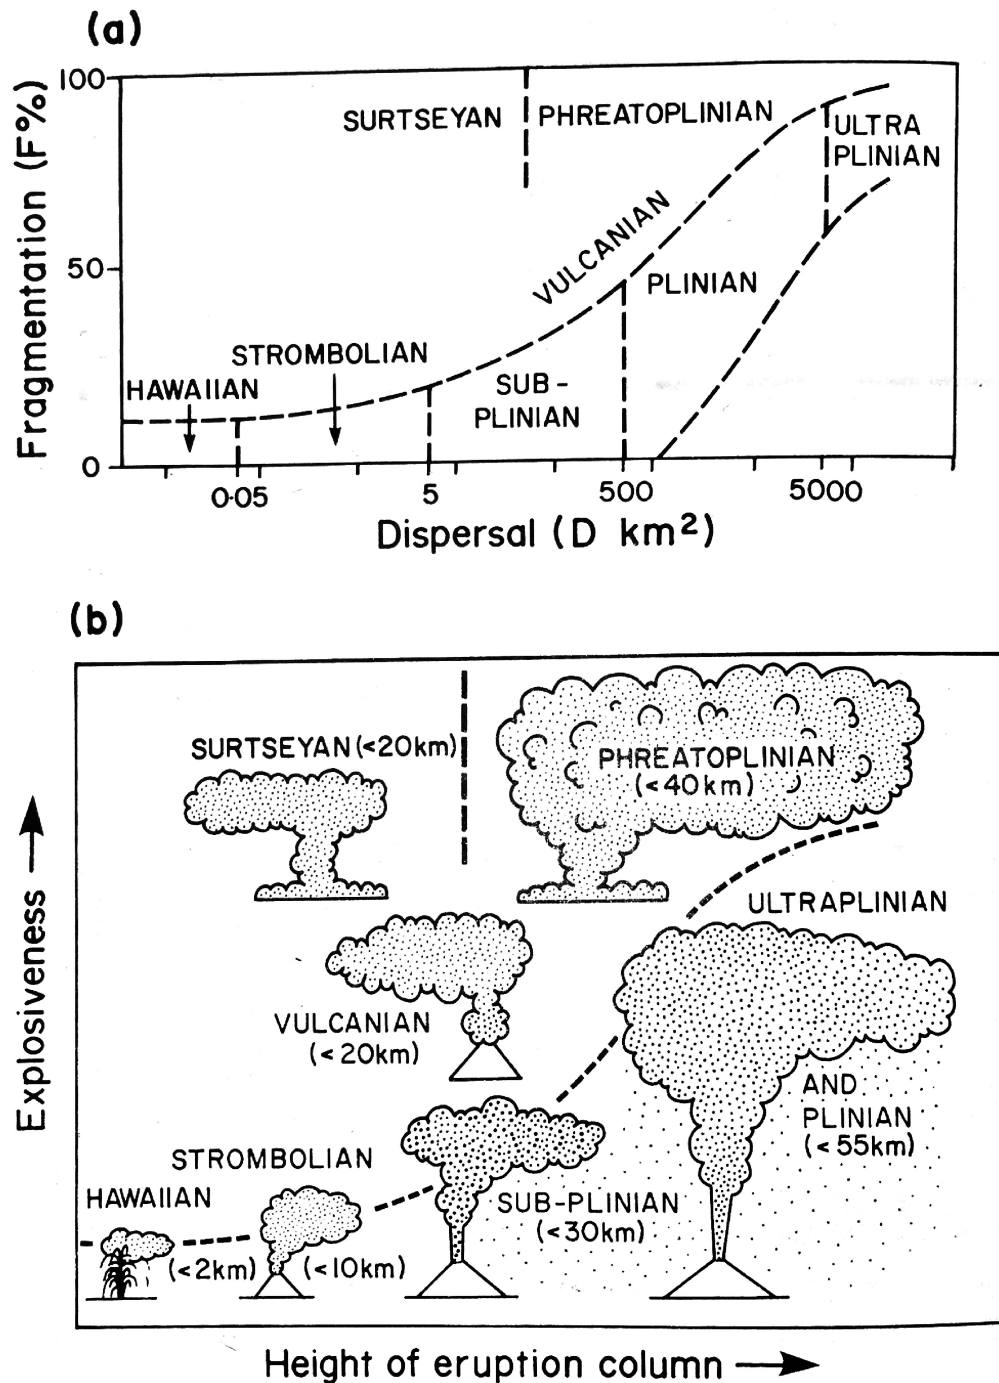 (a)
Fragmentation (F%)
100
50
0
SURTSEYAN
PHREATOPLINIAN
ULTRA
PLINIAN
VULCANIAN
PLINIAN
STROMBOLIAN
HAWAIIAN
SUB-
PLINIAN
0·05
5
500
5000
Dispersal (D km²)
(b)
Explosiveness
SURTSEYAN (<20km)
PHREATOPLINIAN
(<40km)
ULTRAPLINIAN
VULCANIAN
(<20km)
AND
PLINIAN
(<55km)
STROMBOLIAN
HAWAIIAN
SUB-PLINIAN
(<30km)
(<2km)
(<10km)
Height of eruption column